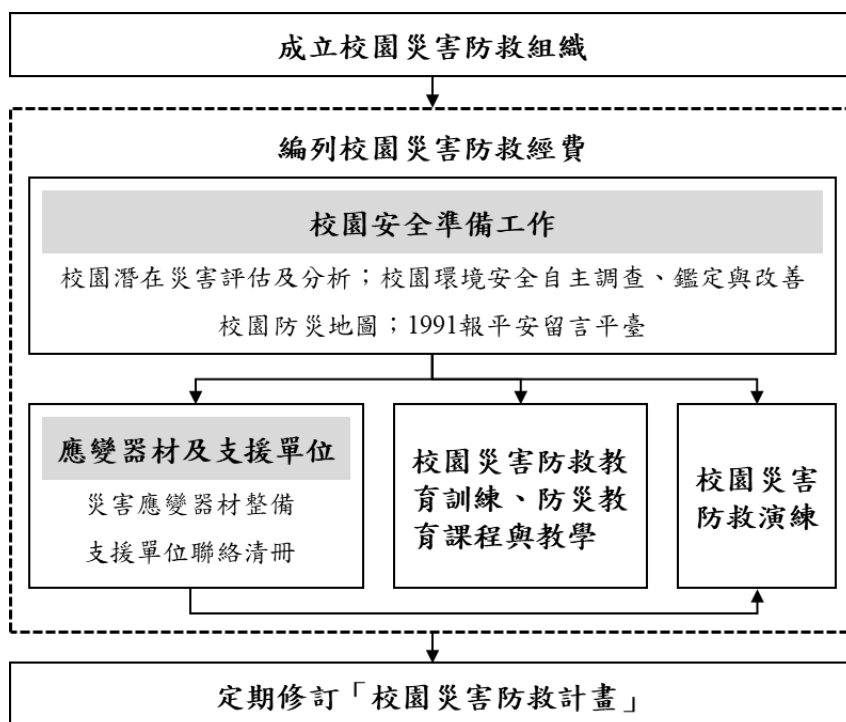 成立校園災害防救組織
編列校園災害防救經費
校園安全準備工作
校園潛在災害評估及分析；校園環境安全自主調查、鑑定與改善
校園防災地圖；1991報平安留言平臺
應變器材及支援單位
災害應變器材整備
支援單位聯絡清冊
校園災害防救教
育訓練、防災教
育課程與教學
校園災害
防救演練
定期修訂「校園災害防救計畫」